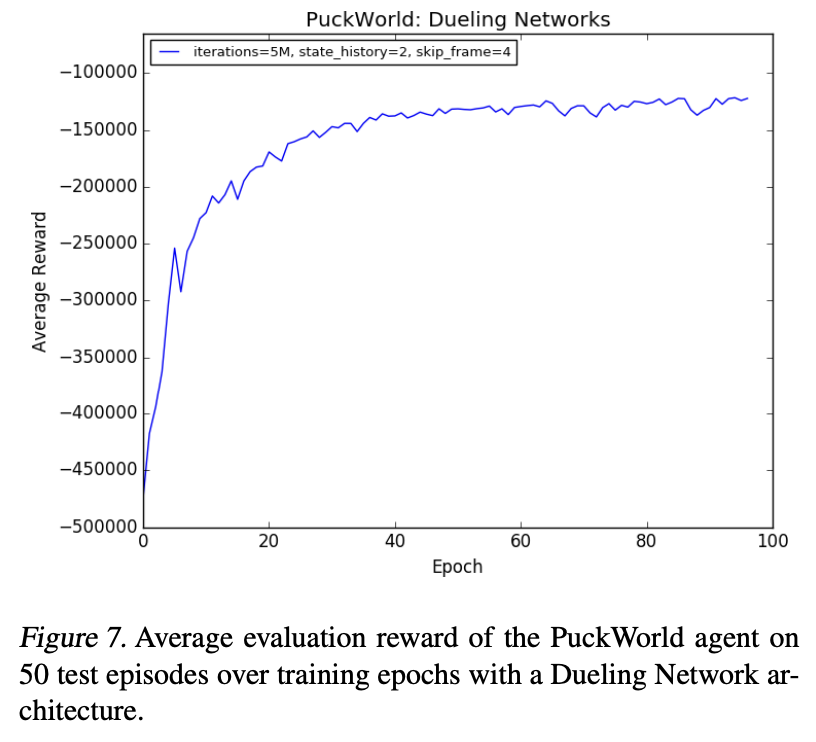 PuckWorld: Dueling Networks
iterations=5M, state_history=2, skip_frame=4
−100000
−150000
−200000
−250000
−300000
−350000
−400000
−450000
−500000
Average Reward
0 20 40 60 80 100
Epoch
Figure 7. Average evaluation reward of the PuckWorld agent on
50 test episodes over training epochs with a Dueling Network ar-
chitecture.